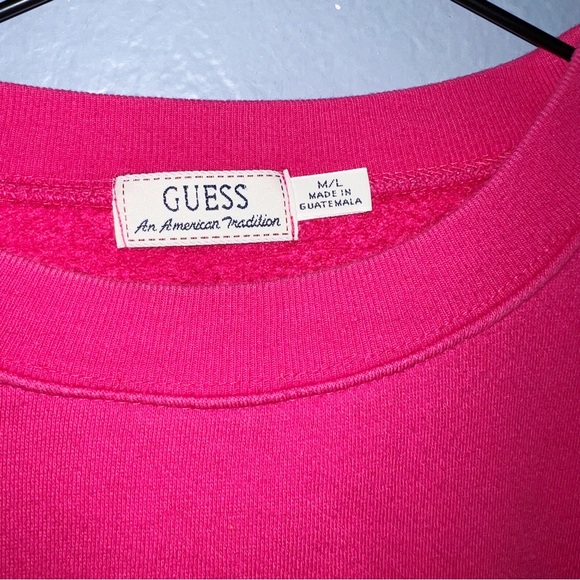 GUESS
An American Tradition
M/L
MADE IN
GUATEMALA